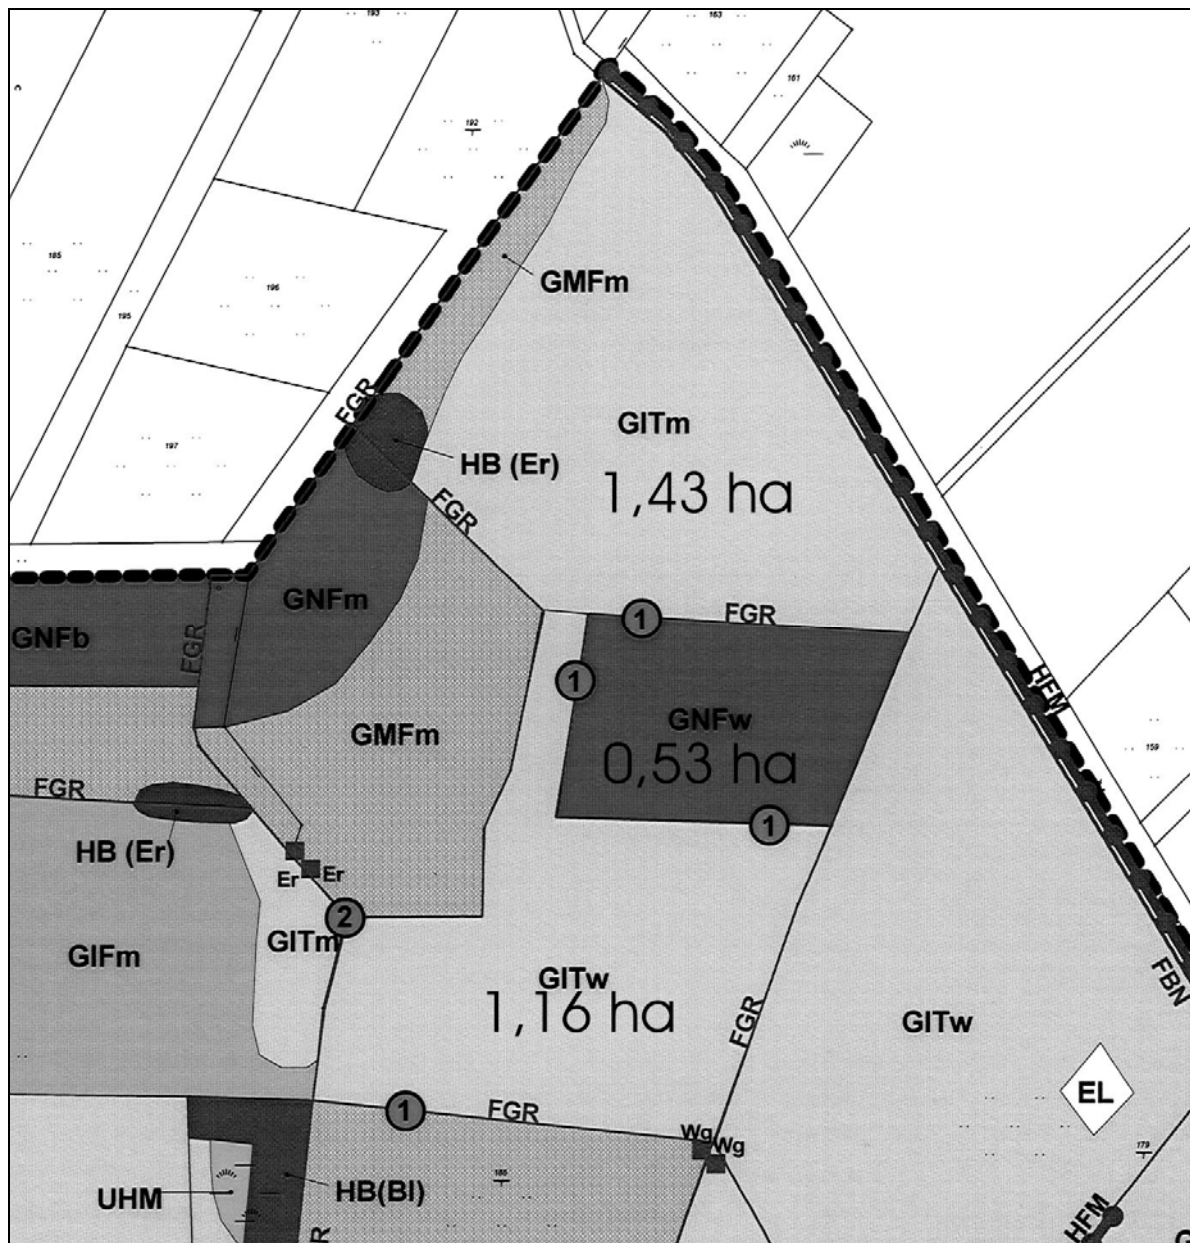 193
163
161
192
185
196
195
GMFm
FGR
GITm
197
HB (Er)
1,43 ha
FGR
GNFm
FGR
1
GNFb
FGR
1
HFM
GNFw
GMFm
0,53 ha
159
FGR
1
HB (Er)
Er
Er
2
GITm
GIFm
GITw
FBN
1,16 ha
FGR
GITw
EL
1
FGR
Wg
Wg
179
186
HB(Bl)
UHM
HFM